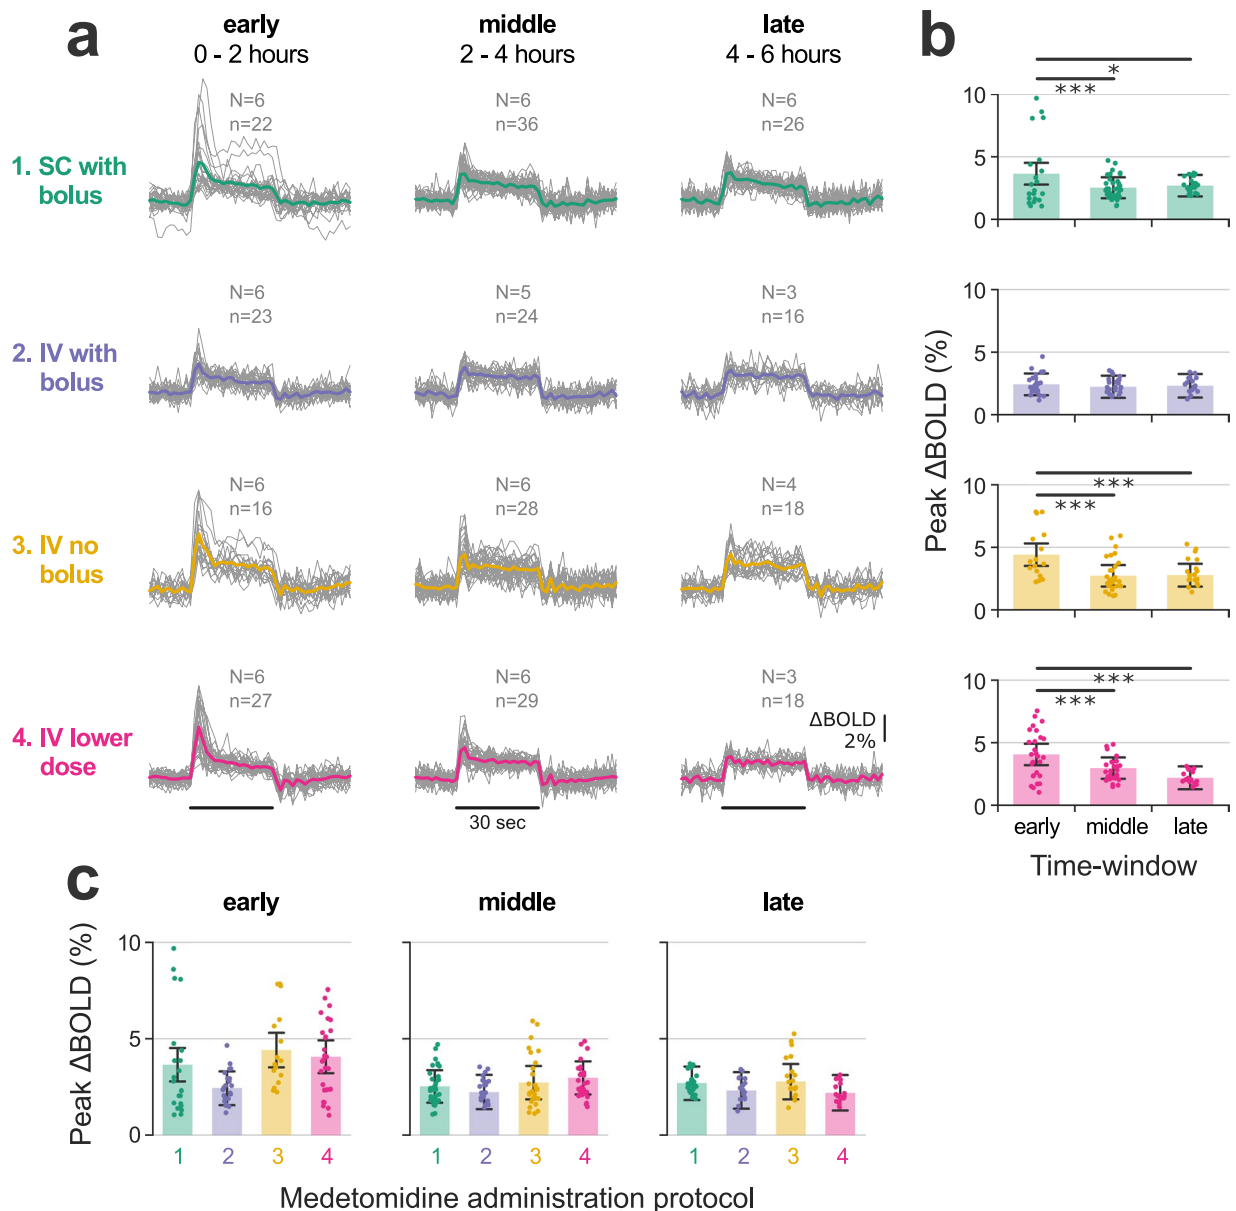 a
early
0 - 2 hours
middle
2 - 4 hours
late
4 - 6 hours
1. SC with
bolus
N=6
n=22
N=6
n=36
N=6
n=26
2. IV with
bolus
N=6
n=23
N=5
n=24
N=3
n=16
3. IV no
bolus
N=6
n=16
N=6
n=28
N=4
n=18
4. IV lower
dose
N=6
n=27
N=6
n=29
N=3
n=18
ΔBOLD
2%
30 sec
b
*
***
10
5
0
10
5
0
***
***
10
5
0
***
***
10
5
0
Peak ΔBOLD (%)
early
middle
late
Time-window
c
early
middle
late
Peak ΔBOLD (%)
10
5
0
1
2
3
4
1
2
3
4
1
2
3
4
Medetomidine administration protocol